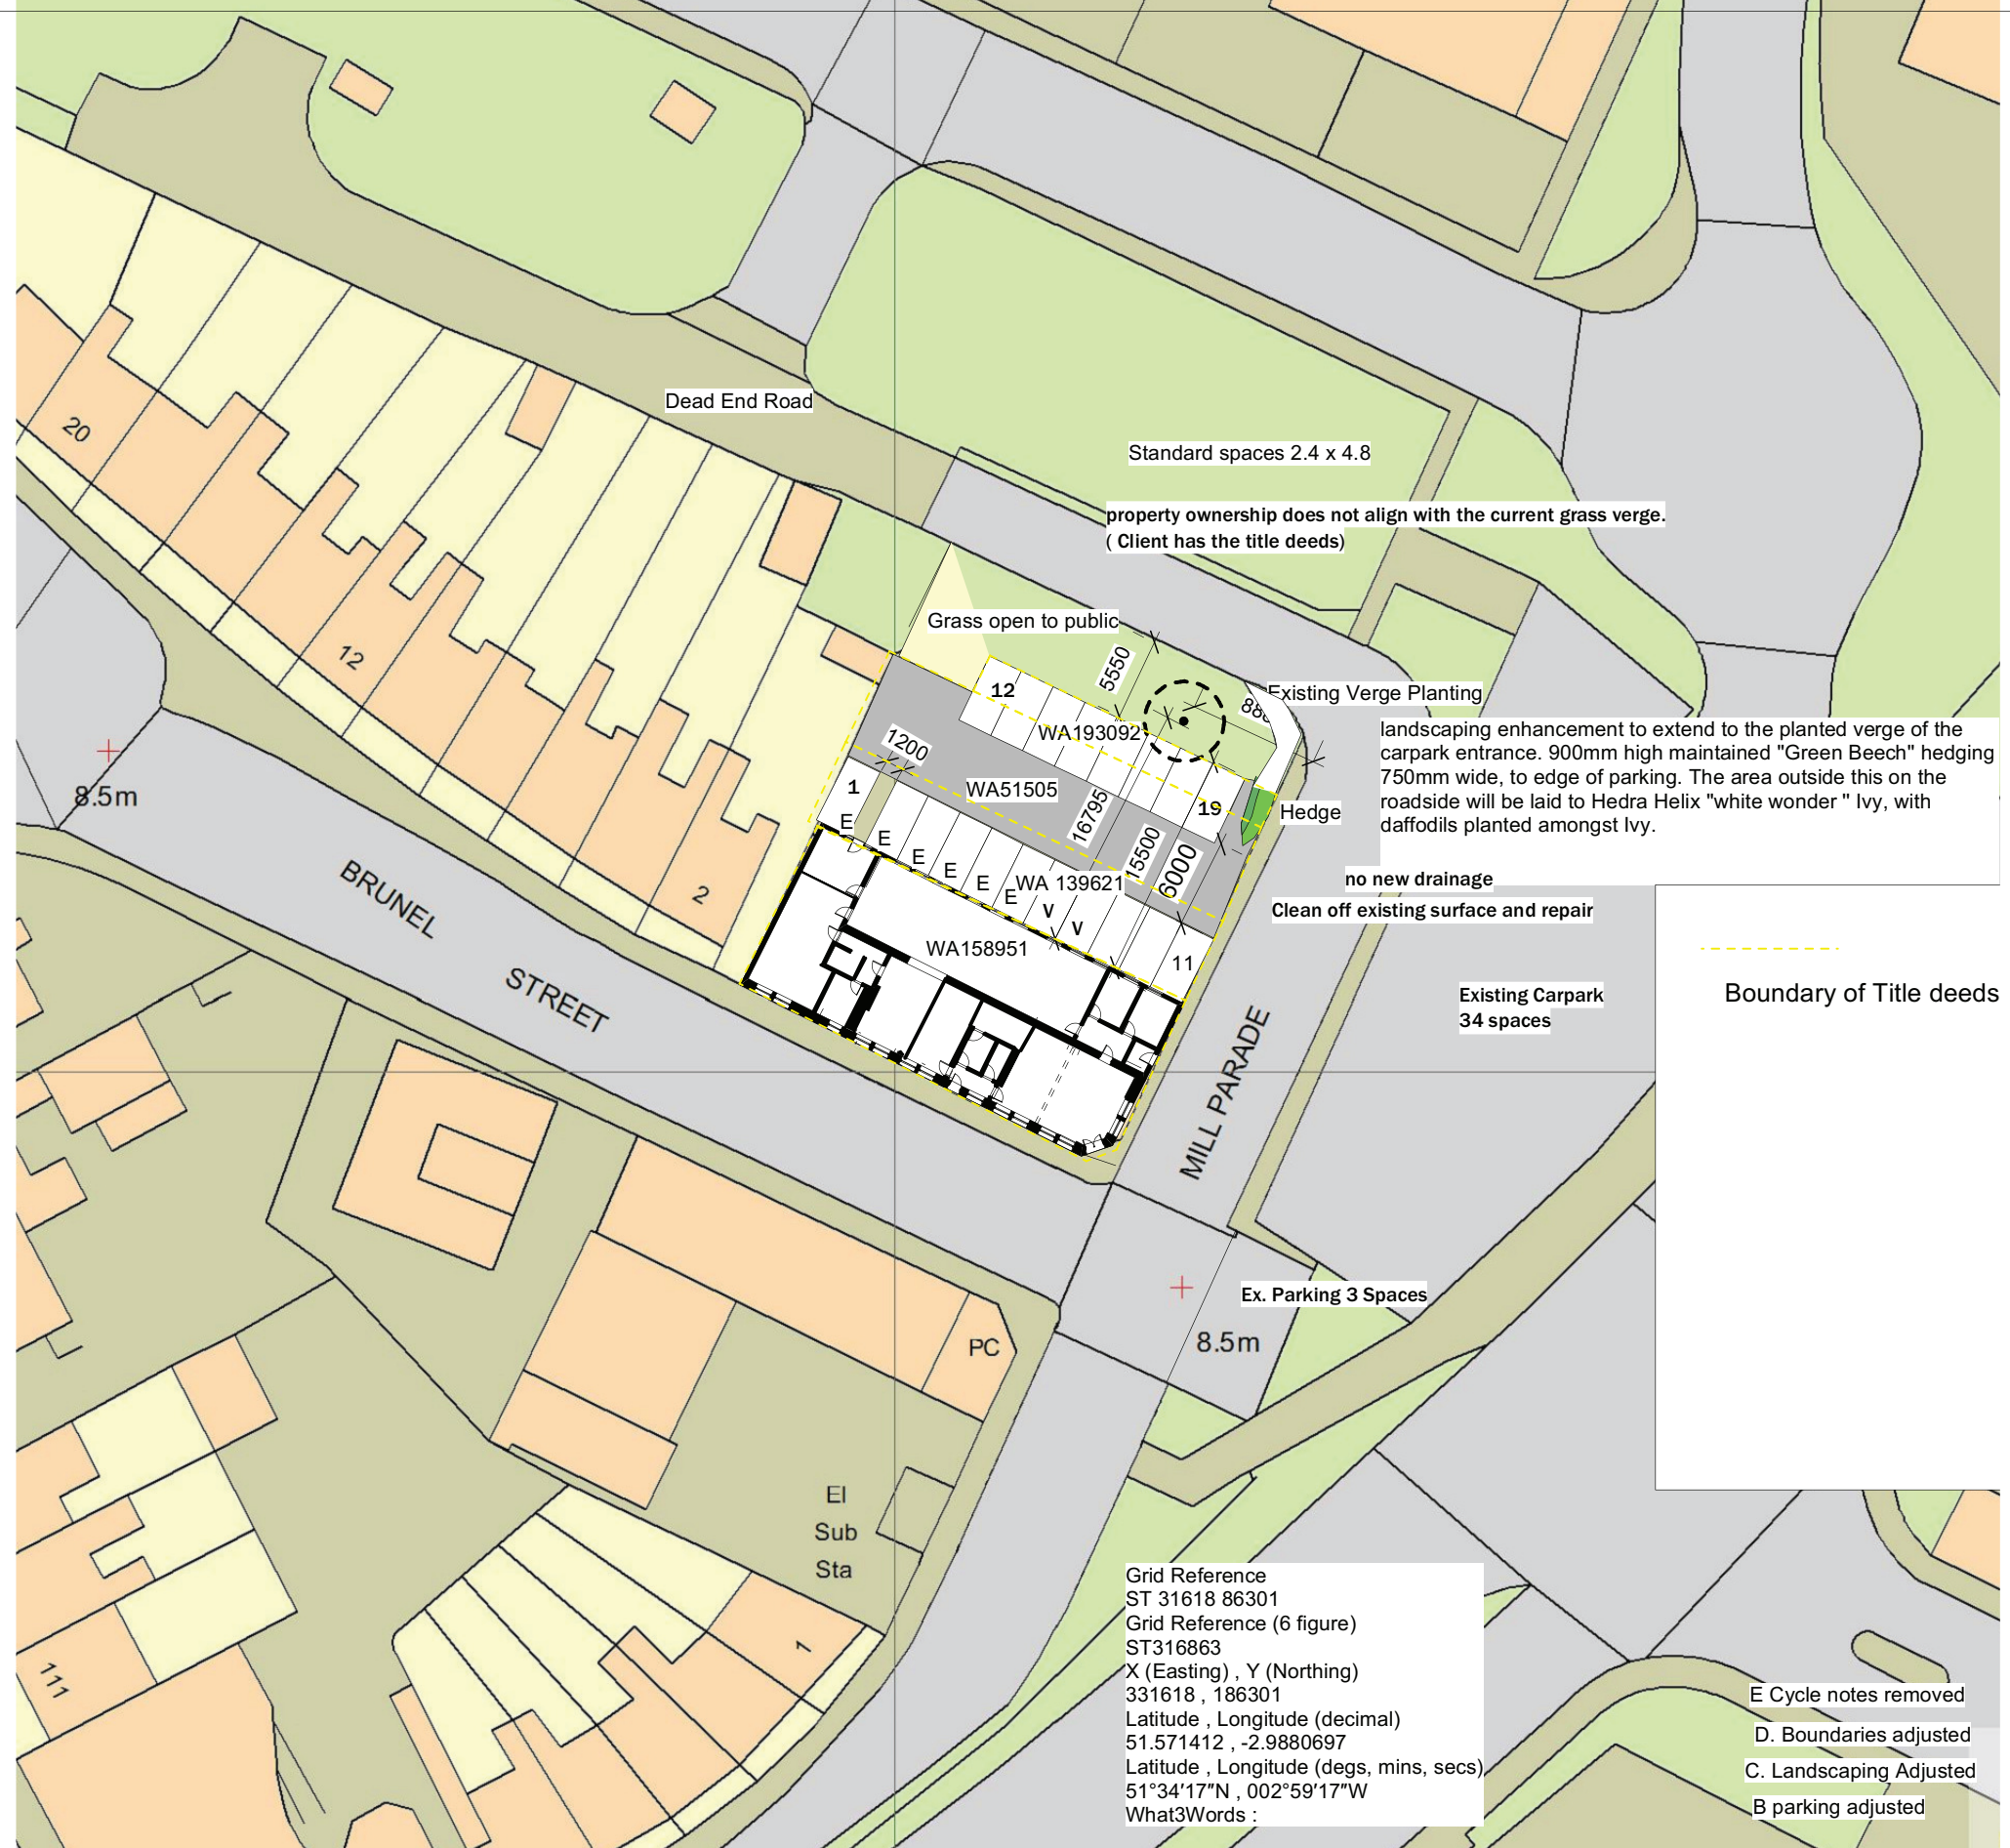 Dead End Road
Standard spaces 2.4 x 4.8
property ownership does not align with the current grass verge.
( Client has the title deeds)
20
Grass open to public
5550
12
Existing Verge Planting
12
WA193092
landscaping enhancement to extend to the planted verge of the
carpark entrance. 900mm high maintained "Green Beech" hedging
750mm wide, to edge of parking. The area outside this on the
roadside will be laid to Hedra Helix "white wonder " Ivy, with
daffodils planted amongst Ivy.
1200
WA51505
1
16795
19
Hedge
8.5m
E
E
E
E
E
E
15500
6000
WA 139621
V
V
no new drainage
Clean off existing surface and repair
2
BRUNEL
STREET
WA158951
11
Existing Carpark
34 spaces
Boundary of Title deeds
MILL PARADE
Ex. Parking 3 Spaces
8.5m
PC
El
Sub
Sta
1
111
Grid Reference
ST 31618 86301
Grid Reference (6 figure)
ST316863
X (Easting) , Y (Northing)
331618 , 186301
Latitude , Longitude (decimal)
51.571412 , -2.9880697
Latitude , Longitude (degs, mins, secs)
51°34′17″N , 002°59′17″W
What3Words :
E Cycle notes removed
D. Boundaries adjusted
C. Landscaping Adjusted
B parking adjusted